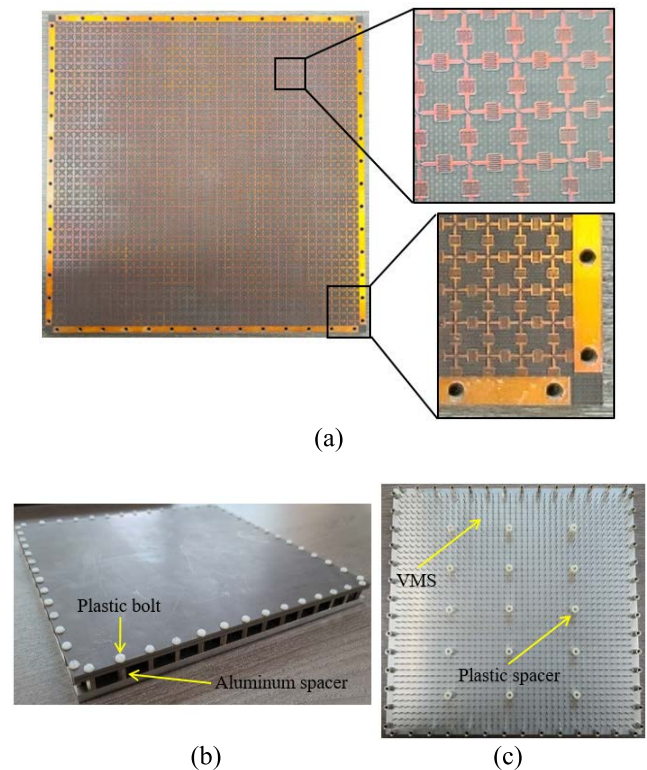 (a)
Plastic bolt
Aluminum spacer
VMS
Plastic spacer
(b)
(c)